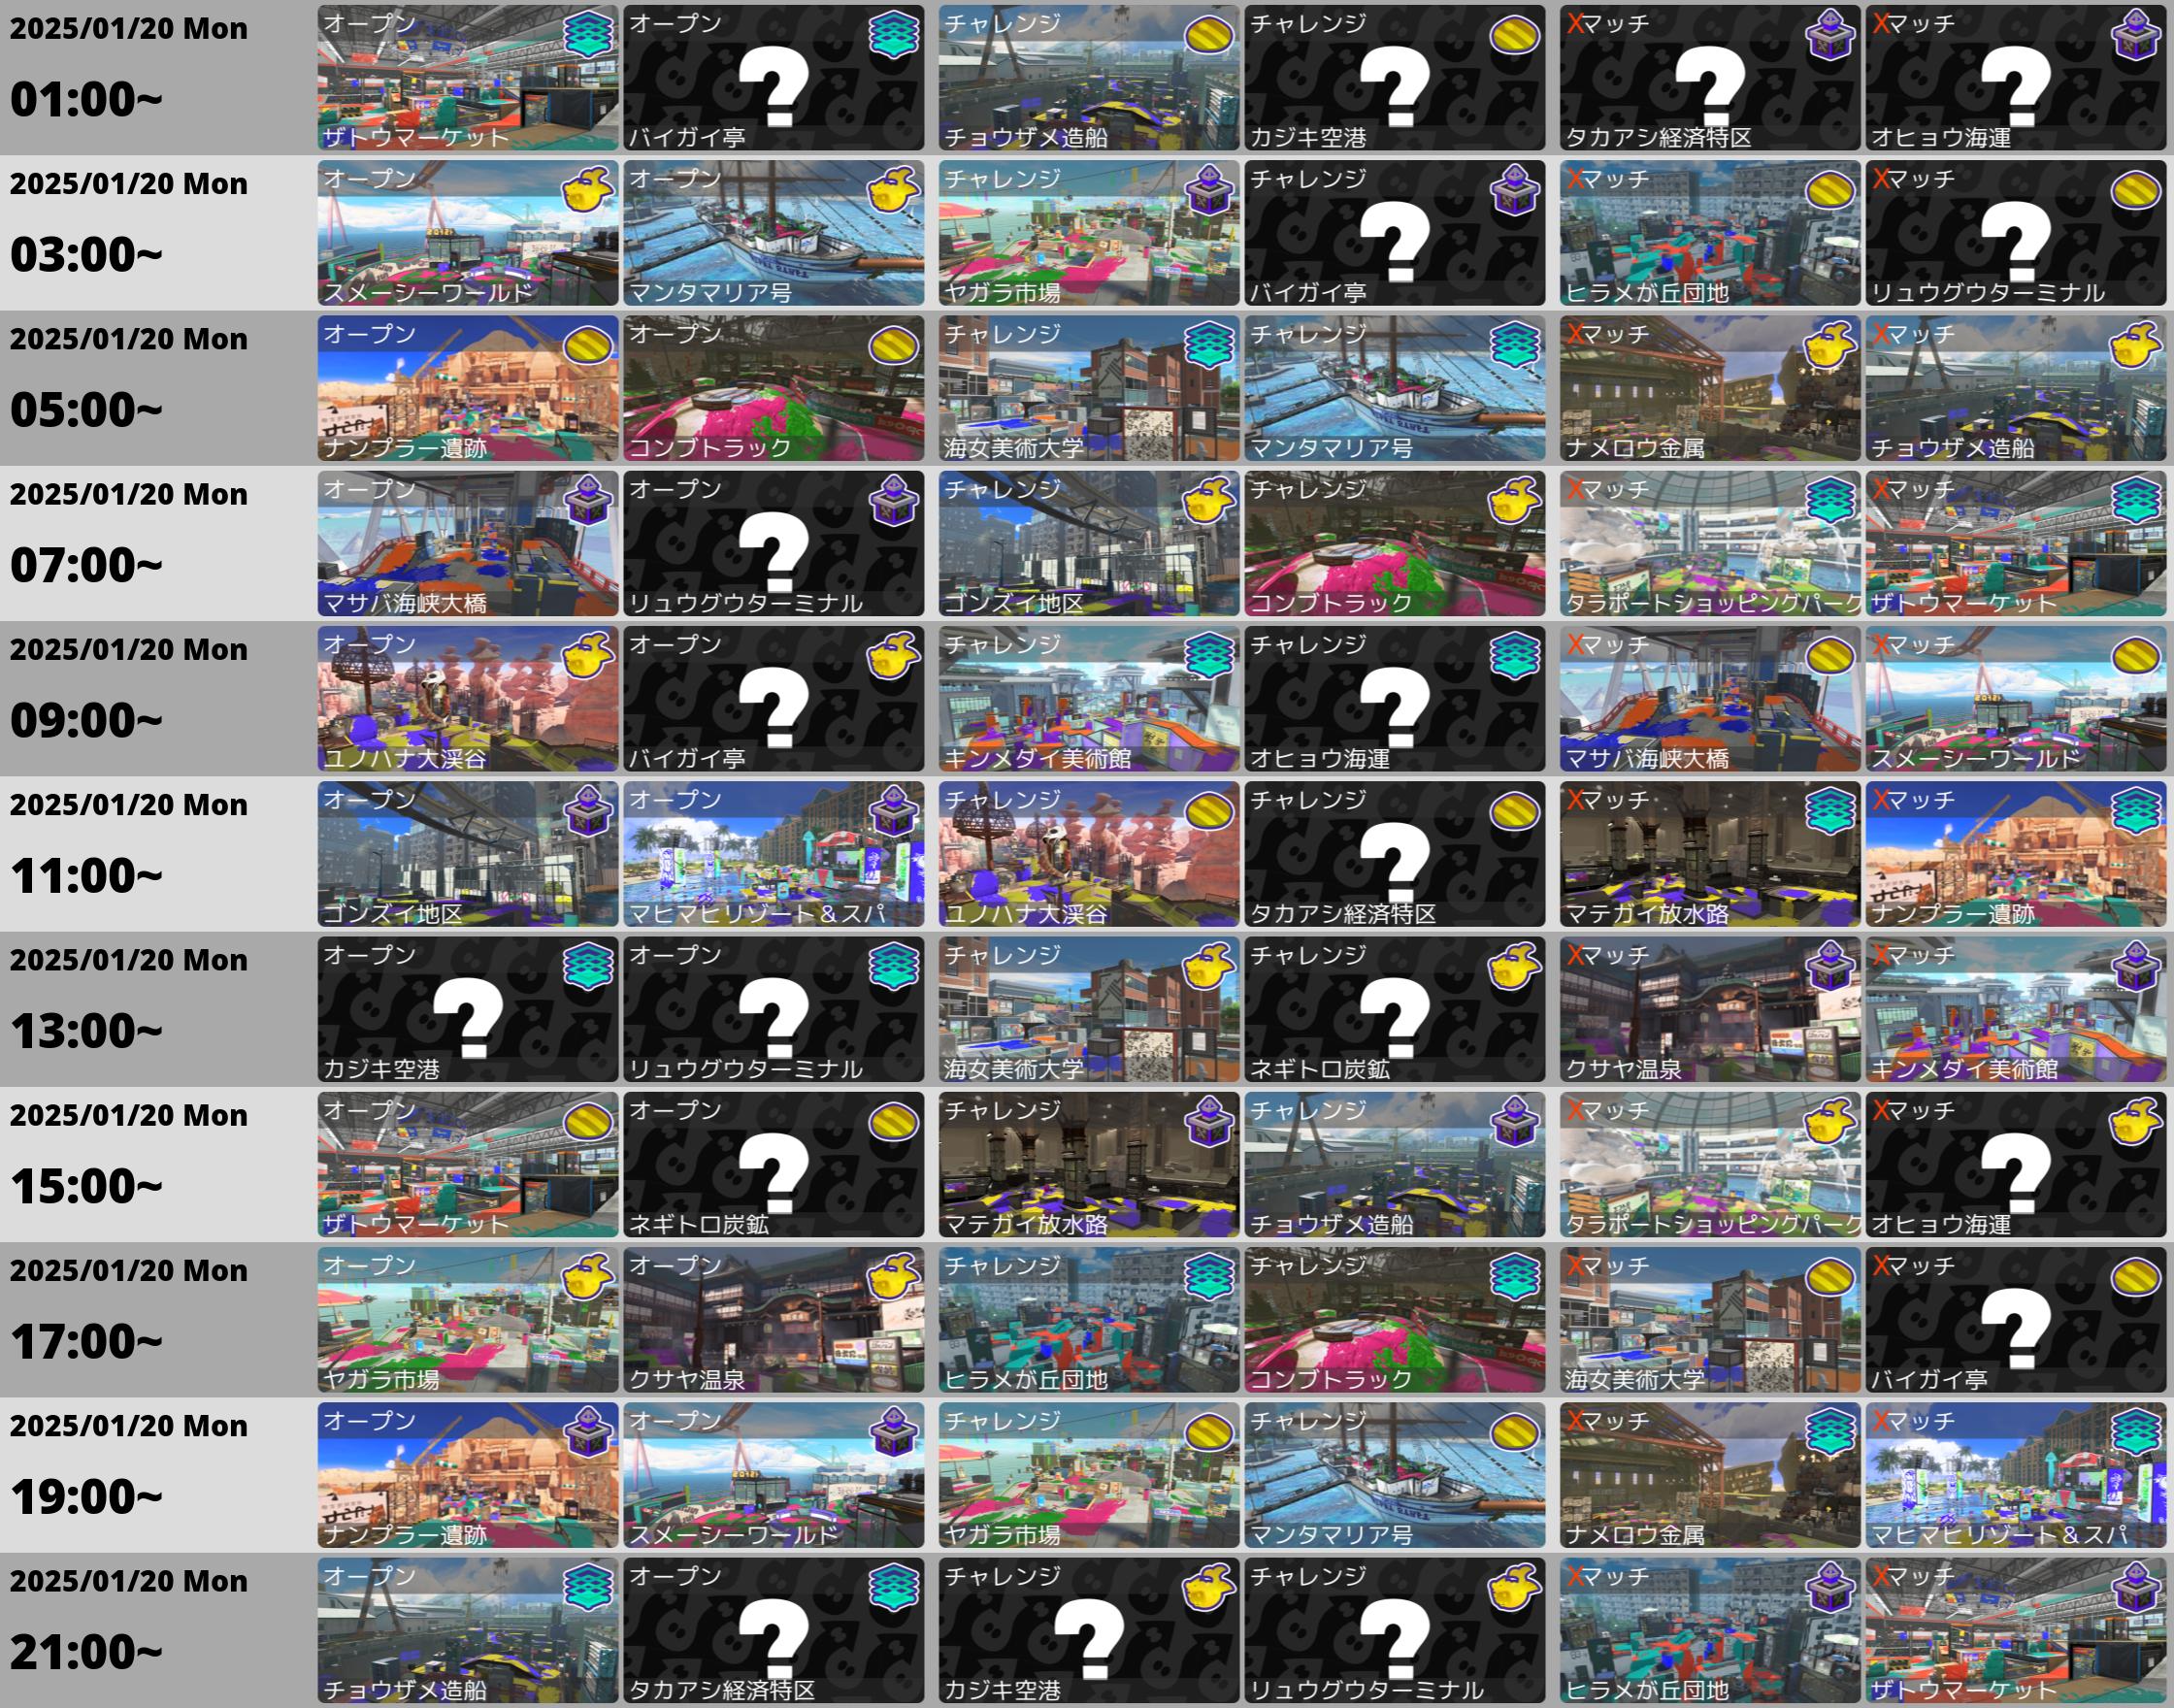 2025/01/20 Mon
01:00~
オープン
ザトウマーケット
オープン
バイガイ亭
チャレンジ
チョウザメ造船
チャレンジ
カジキ空港
Xマッチ
タカアシ経済特区
Xマッチ
オヒョウ海運
2025/01/20 Mon
03:00~
オープン
スメーシーワールド
オープン
マンタマリア号
チャレンジ
ヤガラ市場
チャレンジ
バイガイ亭
Xマッチ
ヒラメが丘団地
Xマッチ
リュウグウターミナル
2025/01/20 Mon
05:00~
オープン
ナンプラー遺跡
オープン
コンブトラック
チャレンジ
海女美術大学
チャレンジ
マンタマリア号
Xマッチ
ナメロウ金属
Xマッチ
チョウザメ造船
2025/01/20 Mon
07:00~
オープン
マサバ海峡大橋
オープン
リュウグウターミナル
チャレンジ
ゴンズイ地区
チャレンジ
コンブトラック
Xマッチ
タラポートショッピングパーク
Xマッチ
ザトウマーケット
2025/01/20 Mon
09:00~
オープン
ユノハナ大渓谷
オープン
バイガイ亭
チャレンジ
キンメダイ美術館
チャレンジ
オヒョウ海運
Xマッチ
マサバ海峡大橋
Xマッチ
スメーシーワールド
2025/01/20 Mon
11:00~
オープン
ゴンズイ地区
オープン
マヒマヒリゾート＆スパ
チャレンジ
ユノハナ大渓谷
チャレンジ
タカアシ経済特区
Xマッチ
マテガイ放水路
Xマッチ
ナンプラー遺跡
2025/01/20 Mon
13:00~
オープン
カジキ空港
オープン
リュウグウターミナル
チャレンジ
海女美術大学
チャレンジ
ネギトロ炭鉱
Xマッチ
クサヤ温泉
Xマッチ
キンメダイ美術館
2025/01/20 Mon
15:00~
オープン
ザトウマーケット
オープン
ネギトロ炭鉱
チャレンジ
マテガイ放水路
チャレンジ
チョウザメ造船
Xマッチ
タラポートショッピングパーク
Xマッチ
オヒョウ海運
2025/01/20 Mon
17:00~
オープン
ヤガラ市場
オープン
クサヤ温泉
チャレンジ
ヒラメが丘団地
チャレンジ
コンブトラック
Xマッチ
海女美術大学
Xマッチ
バイガイ亭
2025/01/20 Mon
19:00~
オープン
ナンプラー遺跡
オープン
スメーシーワールド
チャレンジ
ヤガラ市場
チャレンジ
マンタマリア号
Xマッチ
ナメロウ金属
Xマッチ
マヒマヒリゾート＆スパ
2025/01/20 Mon
21:00~
オープン
チョウザメ造船
オープン
タカアシ経済特区
チャレンジ
カジキ空港
チャレンジ
リュウグウターミナル
Xマッチ
ヒラメが丘団地
Xマッチ
ザトウマーケット